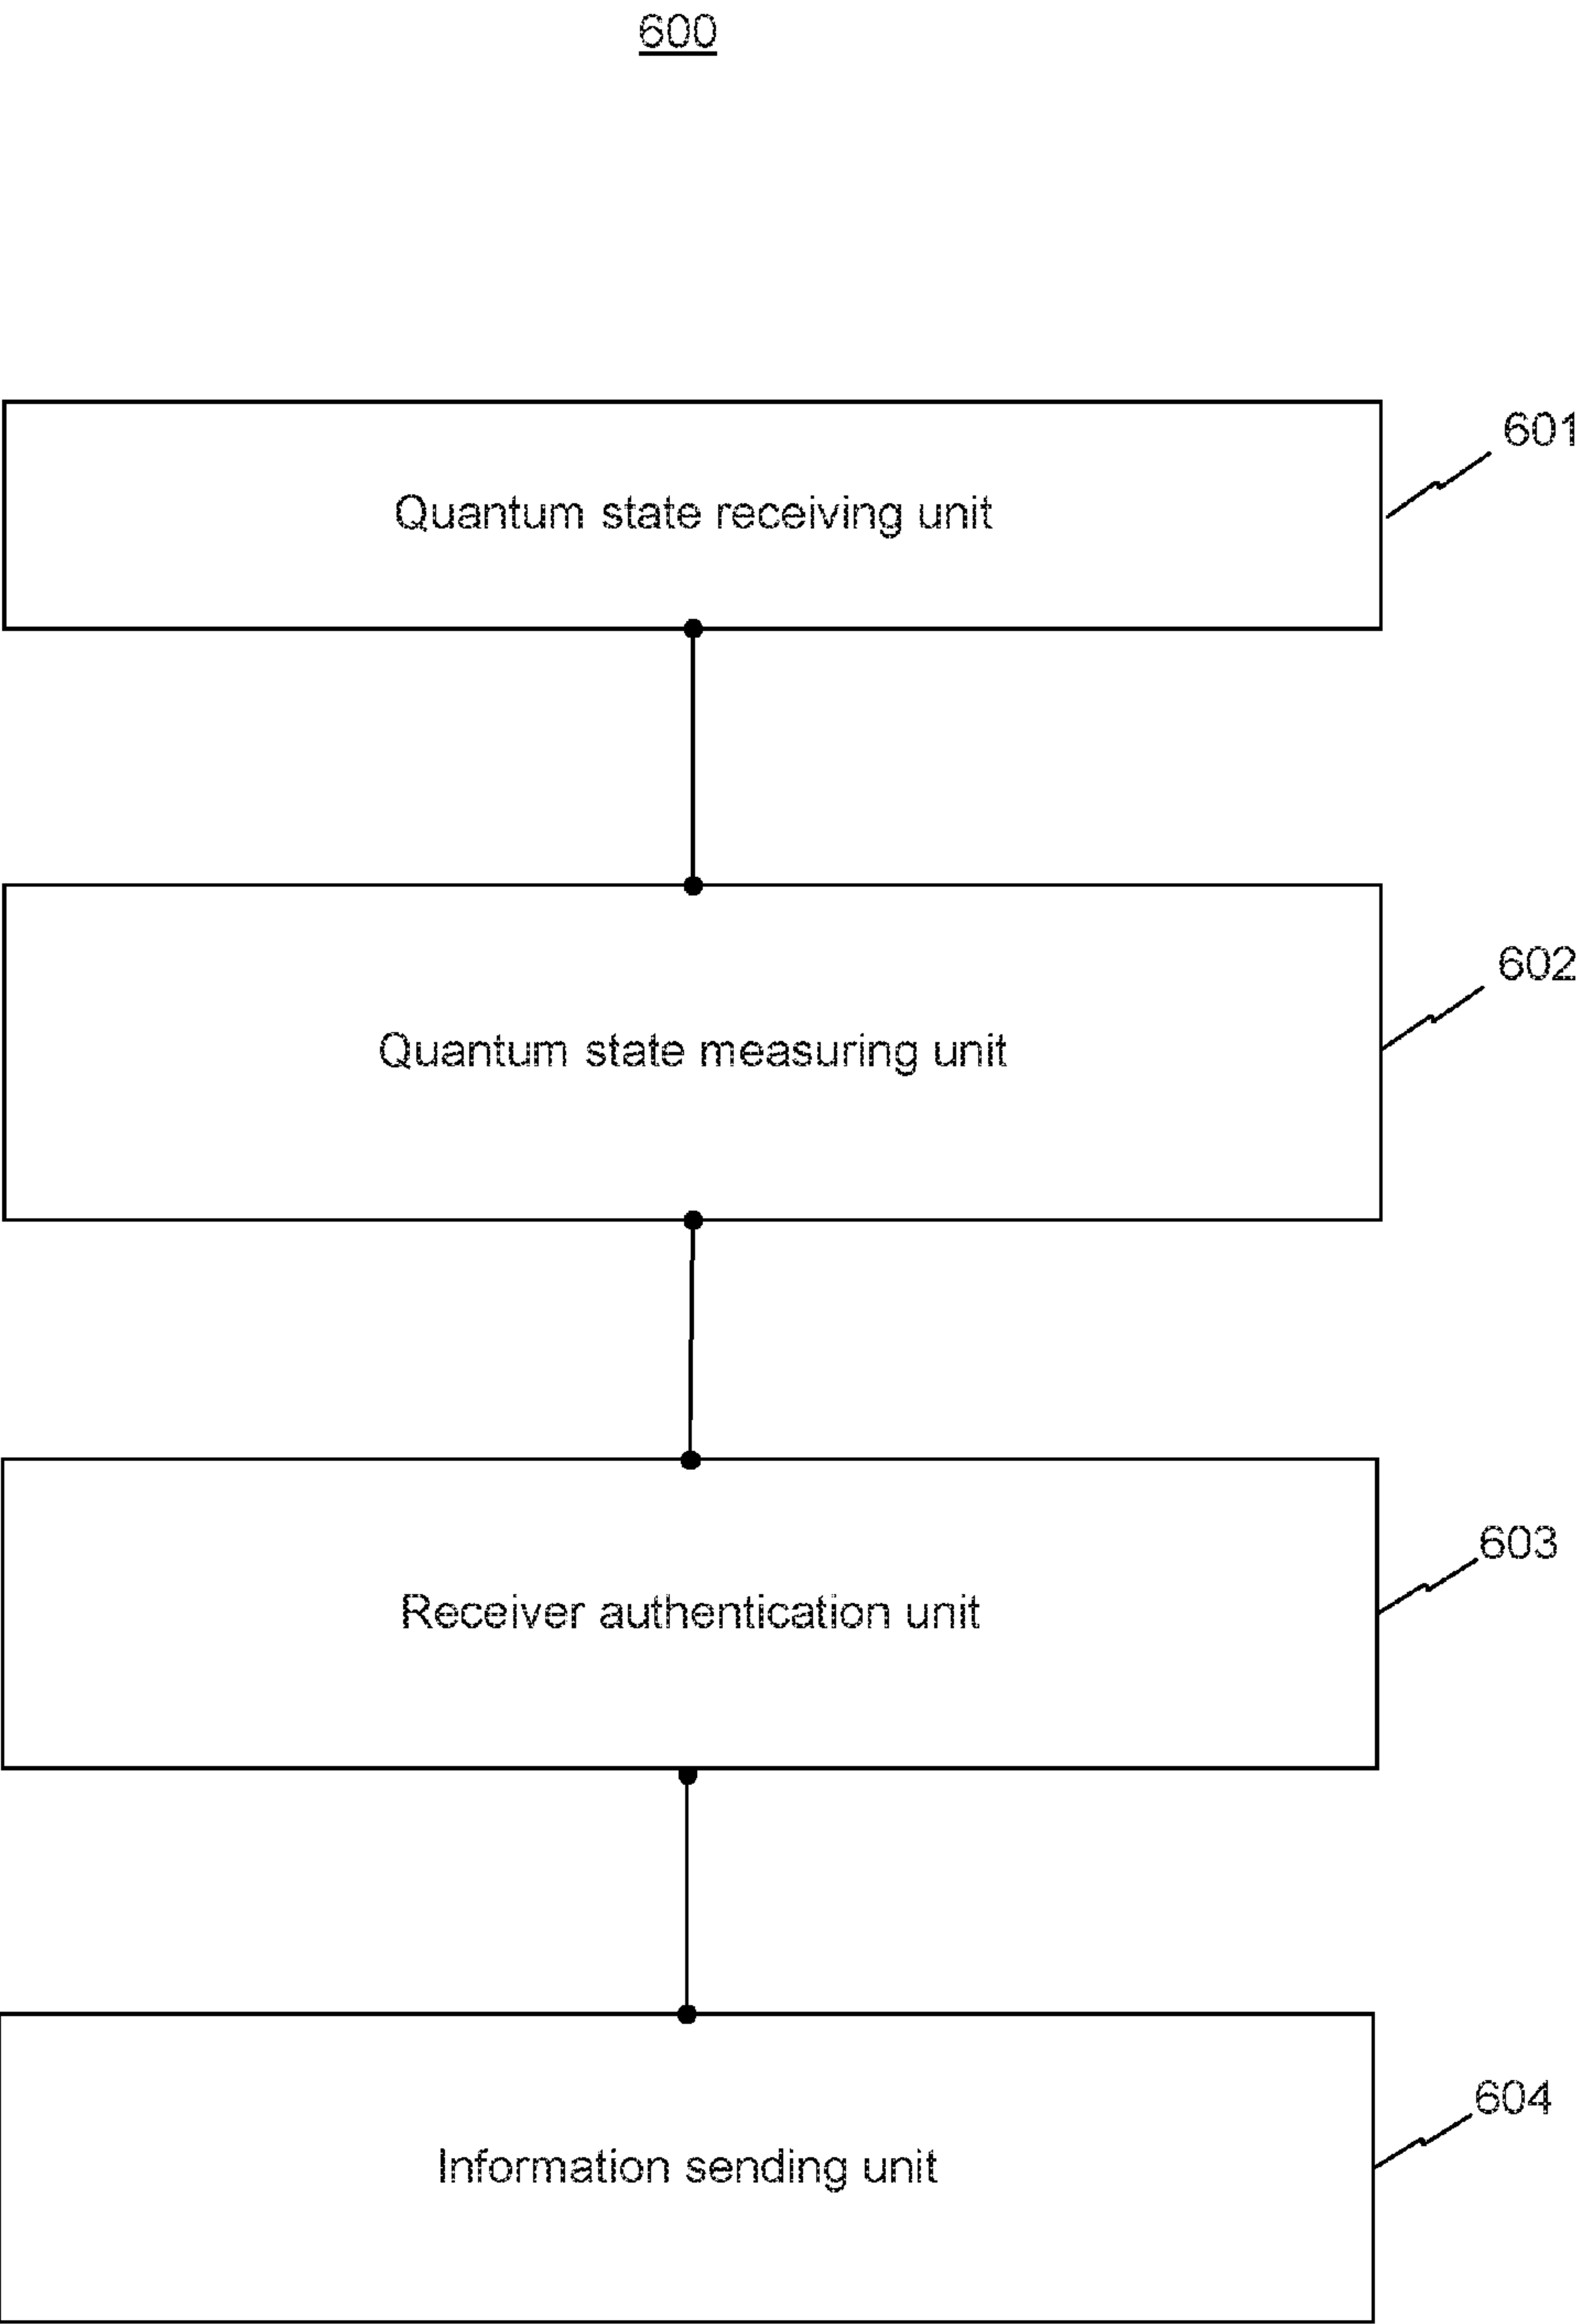 600
601
Quantum state receiving unit
602
Quantum state measuring unit
603
Receiver authentication unit
604
Information sending unit